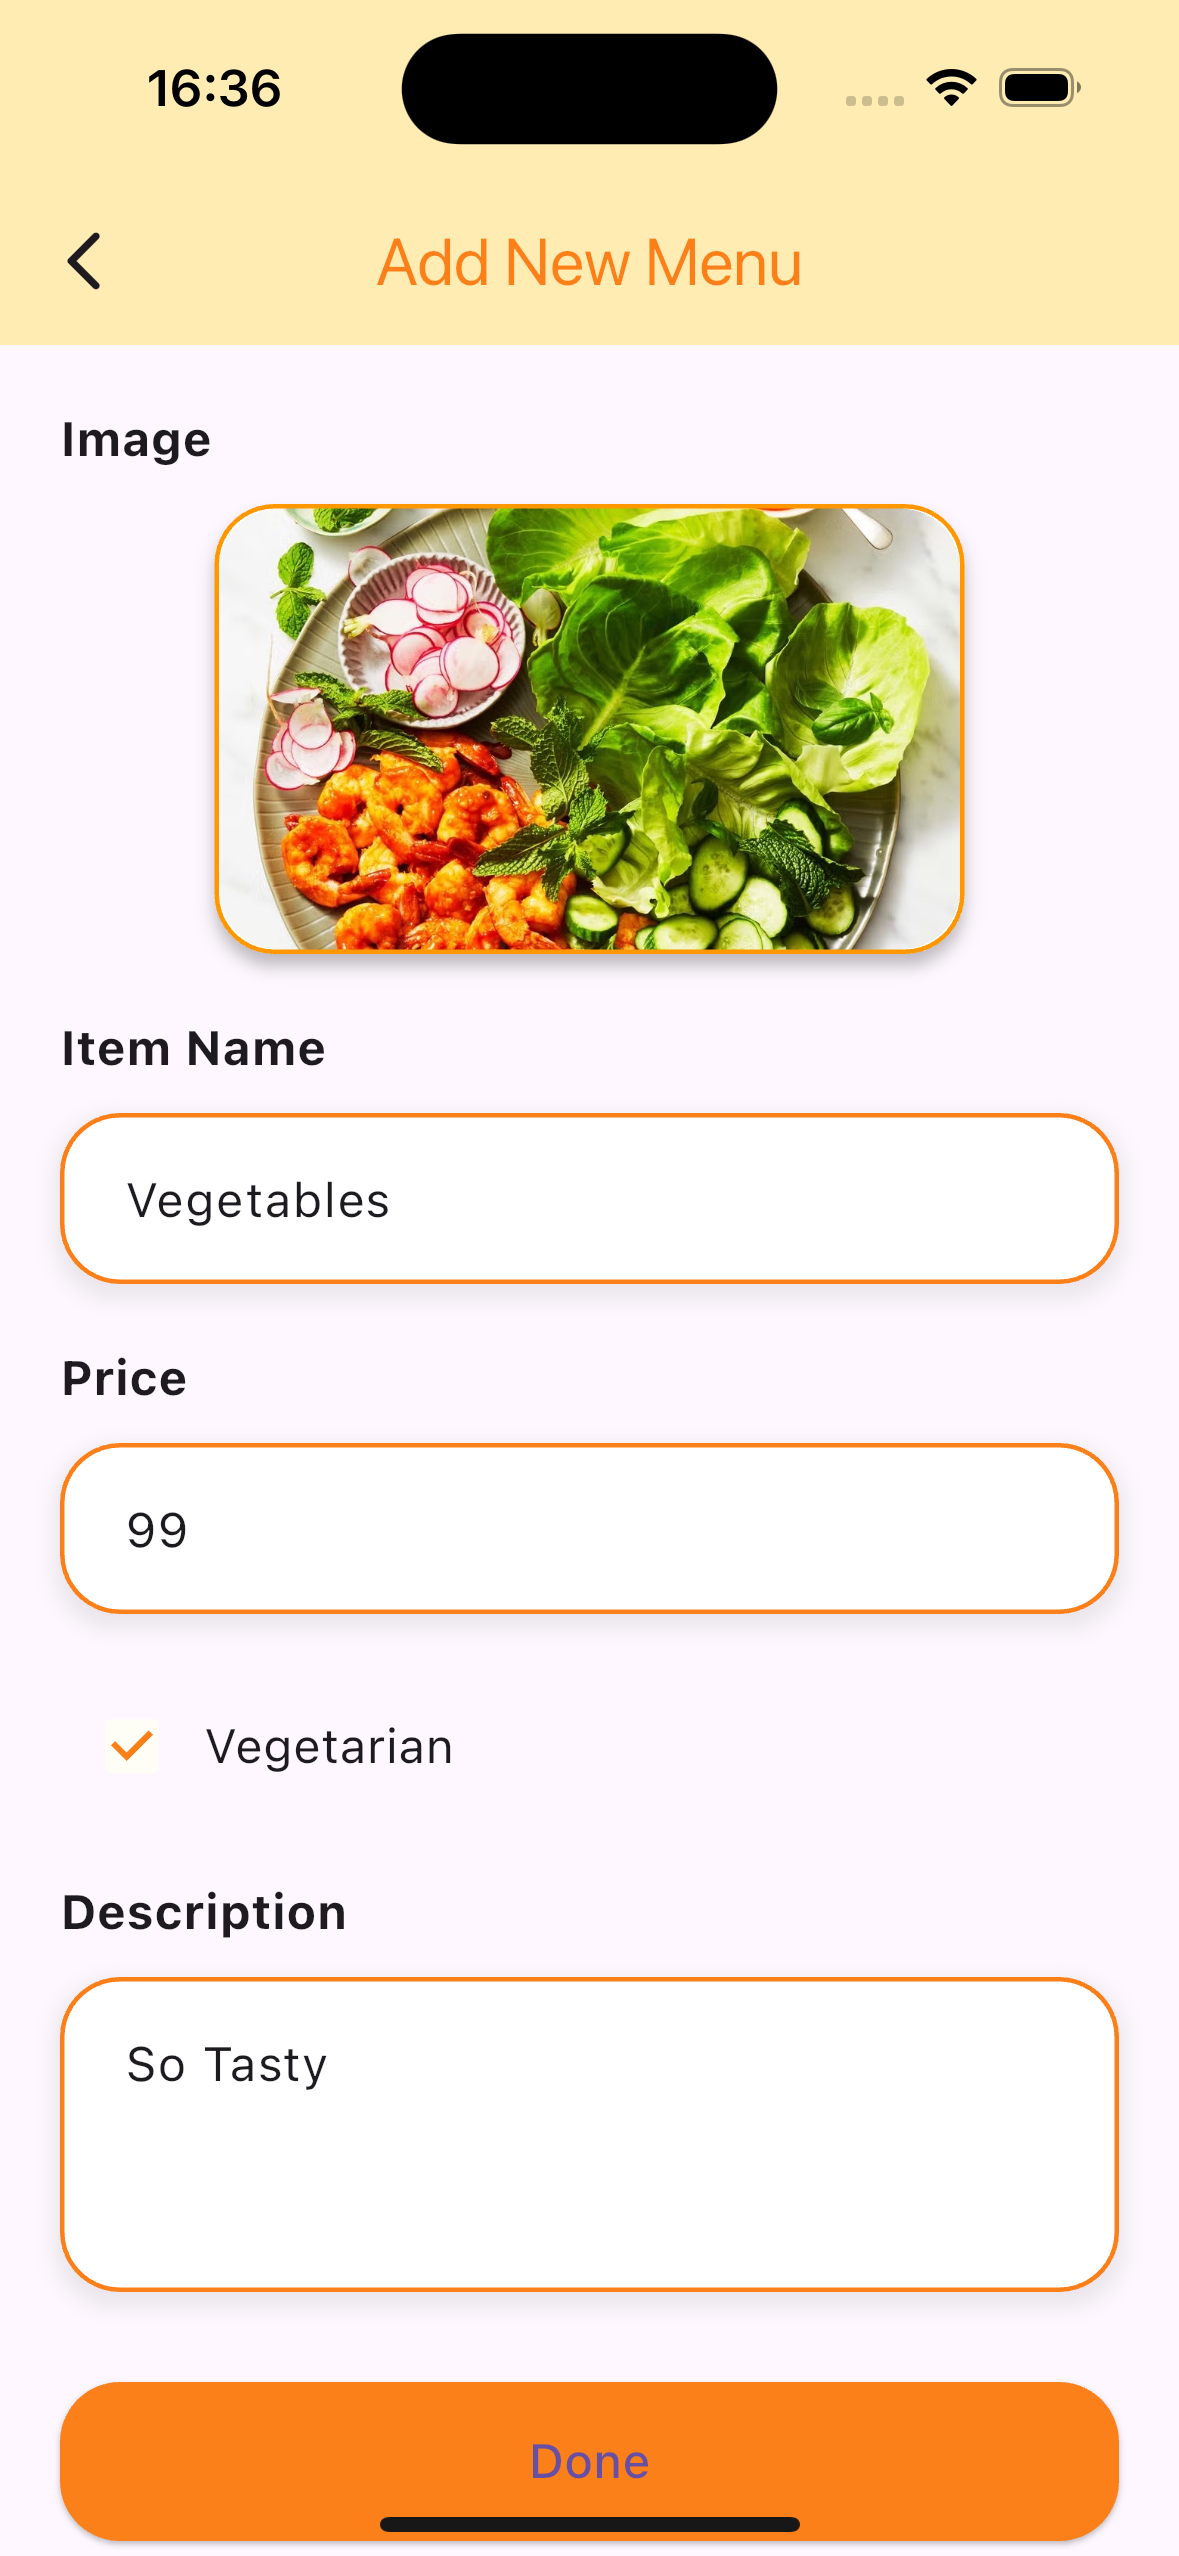 16:36
Add New Menu
Image
Item Name
Vegetables
Price
99
Vegetarian
Description
So Tasty
Done